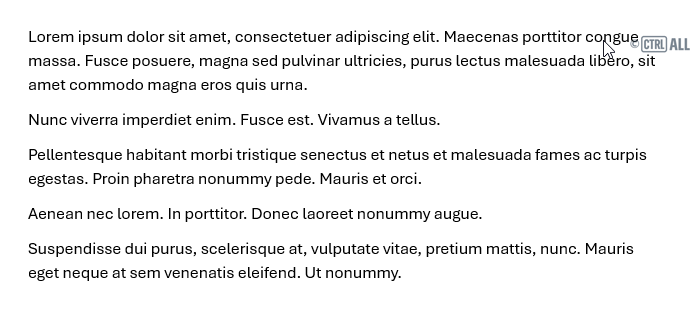 Lorem ipsum dolor sit amet, consectetuer adipiscing elit. Maecenas porttitor congue
© CTRL ALL
massa. Fusce posuere, magna sed pulvinar ultricies, purus lectus malesuada libero, sit
amet commodo magna eros quis urna.
Nunc viverra imperdiet enim. Fusce est. Vivamus a tellus.
Pellentesque habitant morbi tristique senectus et netus et malesuada fames ac turpis
egestas. Proin pharetra nonummy pede. Mauris et orci.
Aenean nec lorem. In porttitor. Donec laoreet nonummy augue.
Suspendisse dui purus, scelerisque at, vulputate vitae, pretium mattis, nunc. Mauris
eget neque at sem venenatis eleifend. Ut nonummy.